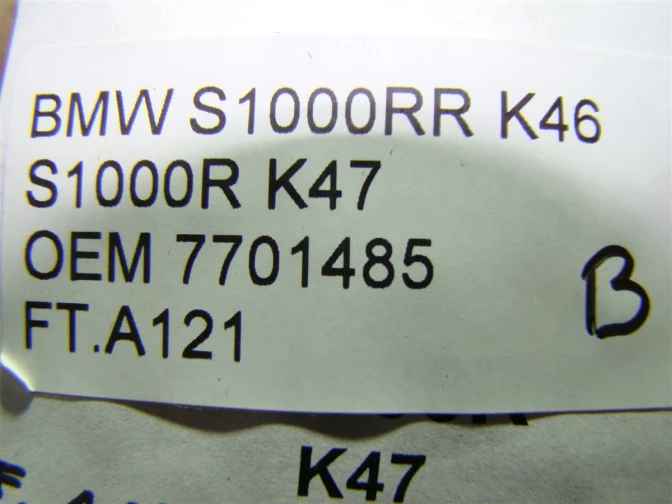 BMW S1000RR K46
S1000R K47
OEM 7701485
FT.A121
B
K47